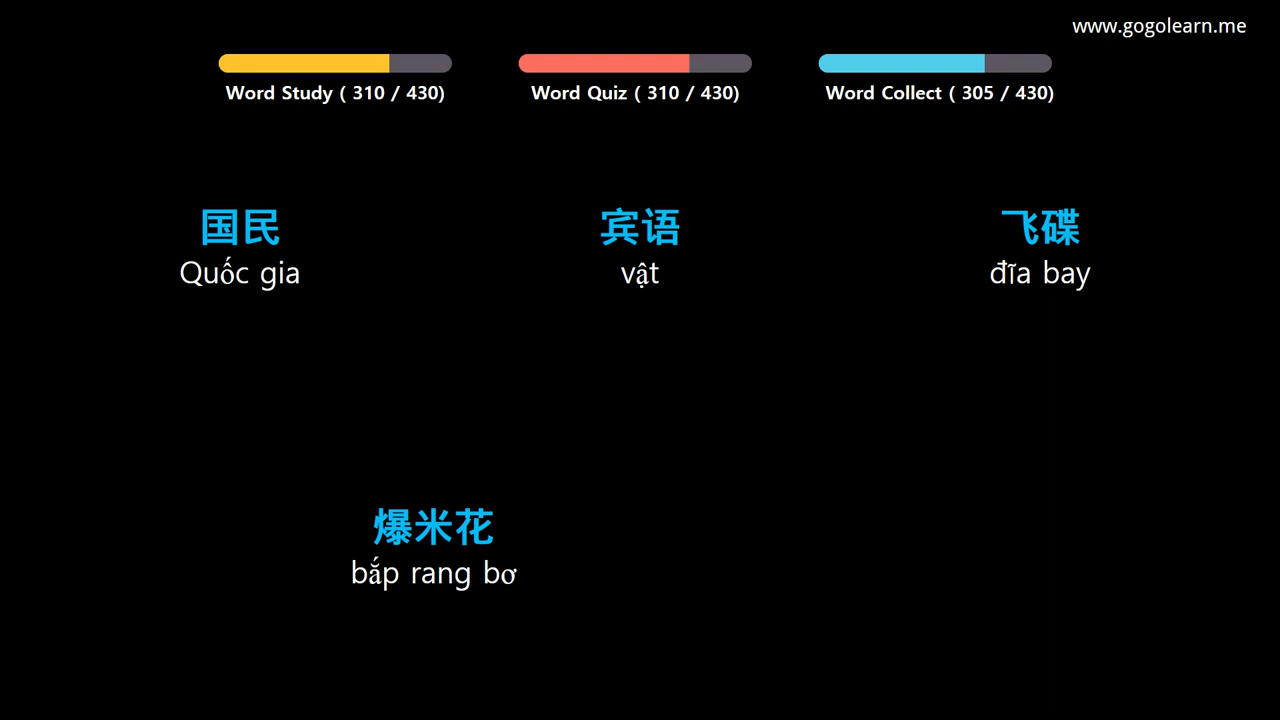 www.gogolearn.me
Word Study ( 310 / 430)
Word Quiz ( 310 / 430)
Word Collect ( 305 / 430)
国民
Quốc gia
宾语
vật
飞碟
đĩa bay
爆米花
bắp rang bơ